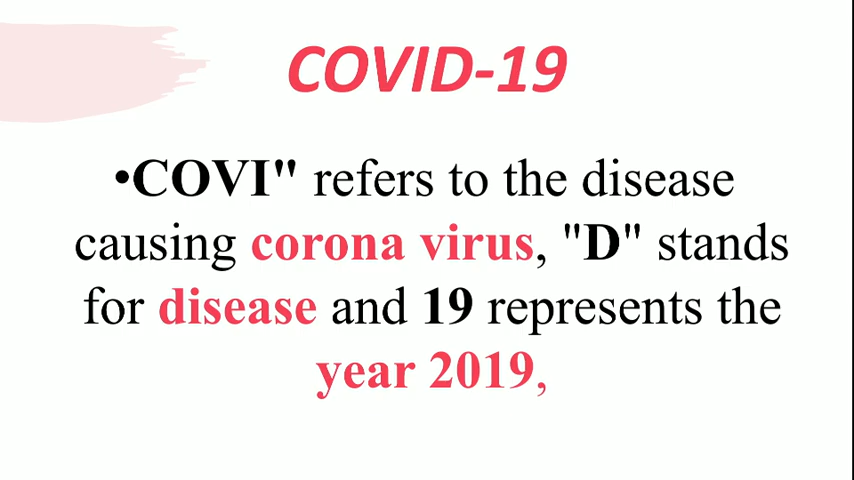 COVID-19
•COVI" refers to the disease
causing corona virus, "D" stands
for disease and 19 represents the
year 2019,